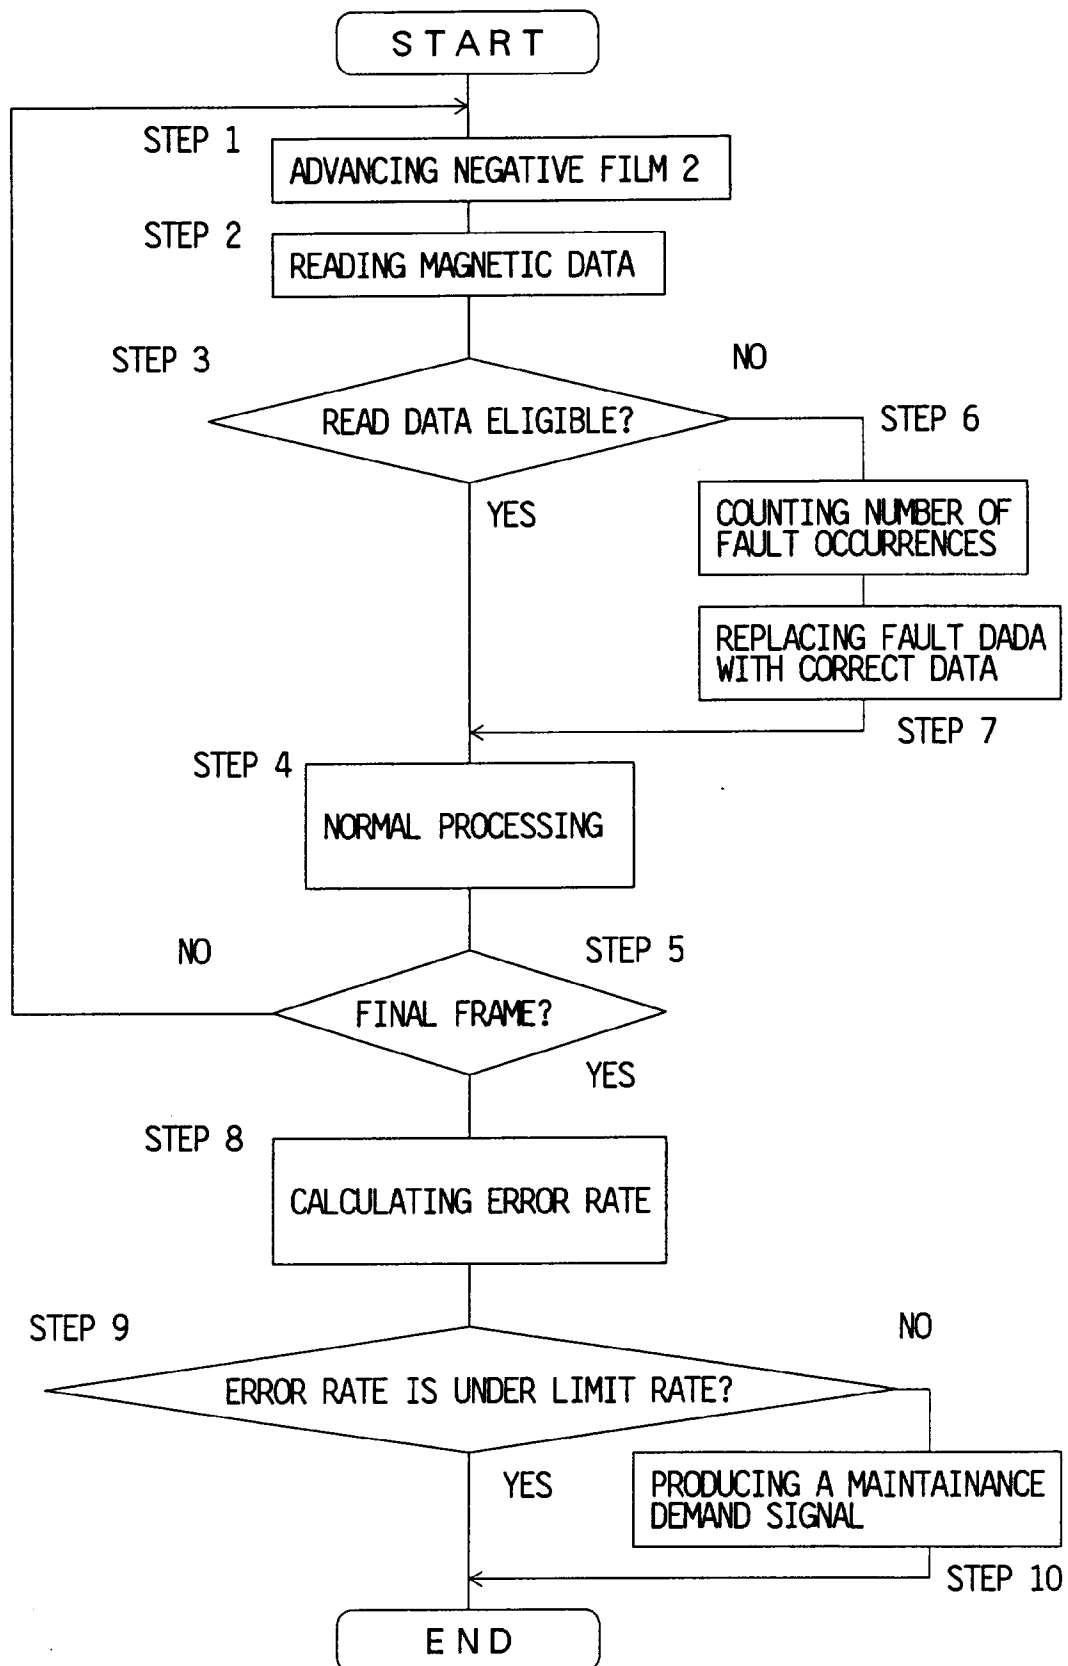 START
STEP 1
ADVANCING NEGATIVE FILM 2
STEP 2
READING MAGNETIC DATA
STEP 3
NO
READ DATA ELIGIBLE?
STEP 6
YES
COUNTING NUMBER OF
FAULT OCCURRENCES
REPLACING FAULT DADA
WITH CORRECT DATA
STEP 7
STEP 4
NORMAL PROCESSING
NO
STEP 5
FINAL FRAME?
YES
STEP 8
CALCULATING ERROR RATE
STEP 9
NO
ERROR RATE IS UNDER LIMIT RATE?
YES
PRODUCING A MAINTAINANCE
DEMAND SIGNAL
STEP 10
END